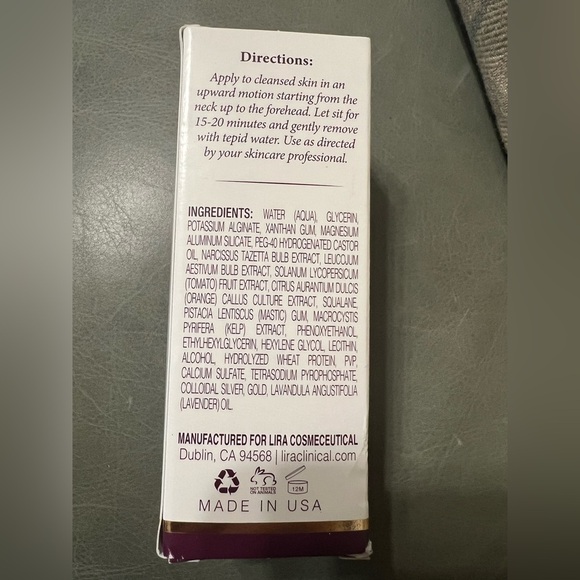 Directions:
Apply to cleansed skin in an
upward motion starting from the
neck up to the forehead. Let sit for
15-20 minutes and gently remove
with tepid water. Use as directed
by your skincare professional.
INGREDIENTS: WATER (AQUA), GLYCERIN,
POTASSIUM ALGINATE, XANTHAN GUM, MAGNESIUM
ALUMINUM SILICATE, PEG-40 HYDROGENATED CASTOR
OIL, NARCISSUS TAZETTA BULB EXTRACT, LEUCOJUM
AESTIVUM BULB EXTRACT, SOLANUM LYCOPERSICUM
(TOMATO) FRUIT EXTRACT, CITRUS AURANTIUM DULCIS
(ORANGE) CALLUS CULTURE EXTRACT, SQUALANE,
PISTACIA LENTISCUS (MASTIC) GUM, MACROCYSTIS
PYRIFERA (KELP) EXTRACT, PHENOXYETHANOL,
ETHYLHEXYLGLYCERIN, HEXYLENE GLYCOL, LECITHIN,
ALCOHOL, HYDROLYZED WHEAT PROTEIN, PVP,
CALCIUM SULFATE, TETRASODIUM PYROPHOSPHATE,
COLLOIDAL SILVER, GOLD, LAVANDULA ANGUSTIFOLIA
(LAVENDER) OIL.
MANUFACTURED FOR LIRA COSMECEUTICAL
Dublin, CA 94568 | liraclinical.com
NOT TESTED
ON ANIMALS
12M
MADE IN USA